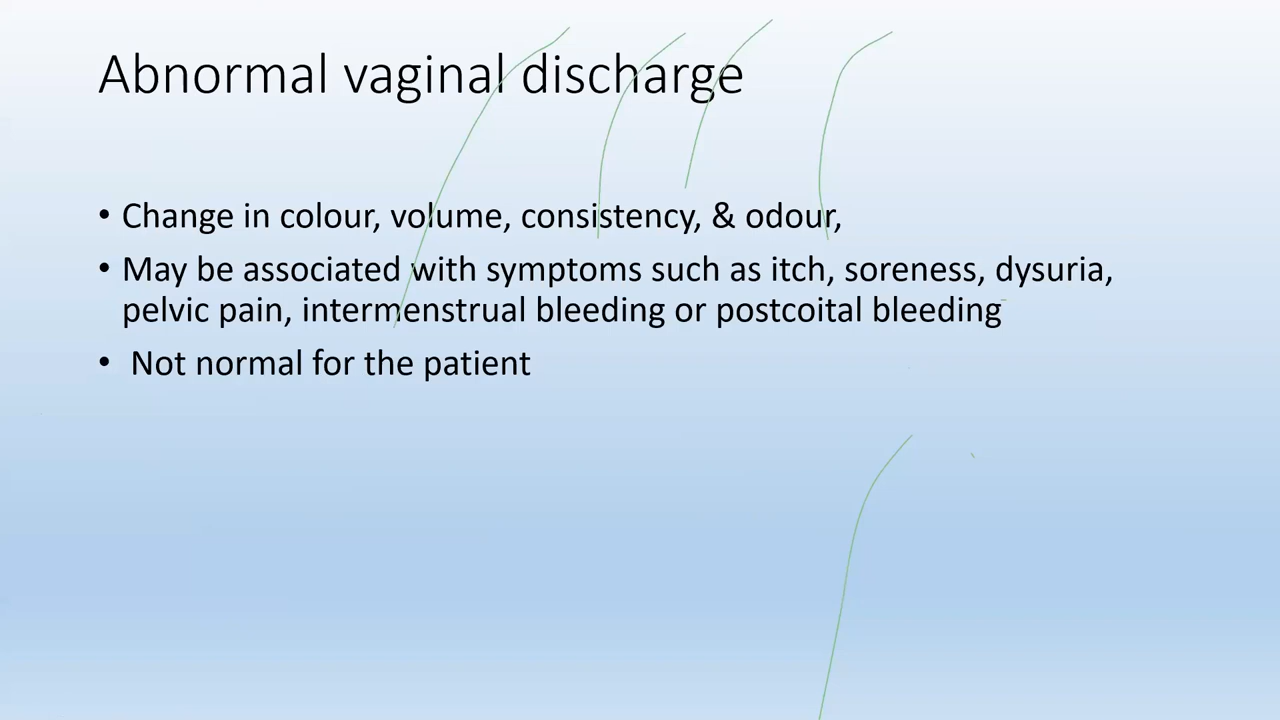 Abnormal vaginal discharge
• Change in colour, volume, consistency, & odour,
• May be associated with symptoms such as itch, soreness, dysuria,
pelvic pain, intermenstrual bleeding or postcoital bleeding
• Not normal for the patient